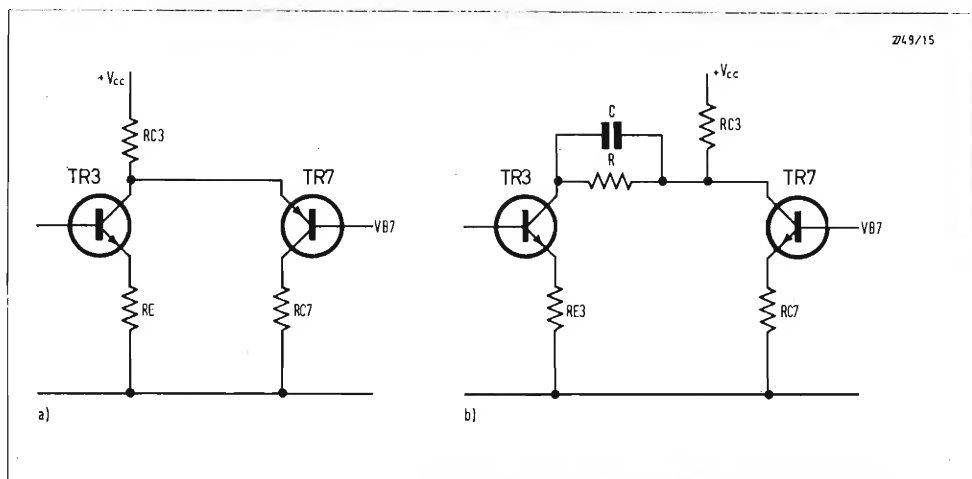 2749/15
+Vcc
RC3
TR3
TR7
VB7
RE
RC7
a)
+Vcc
C
RC3
R
TR3
TR7
VB7
RE3
RC7
b)